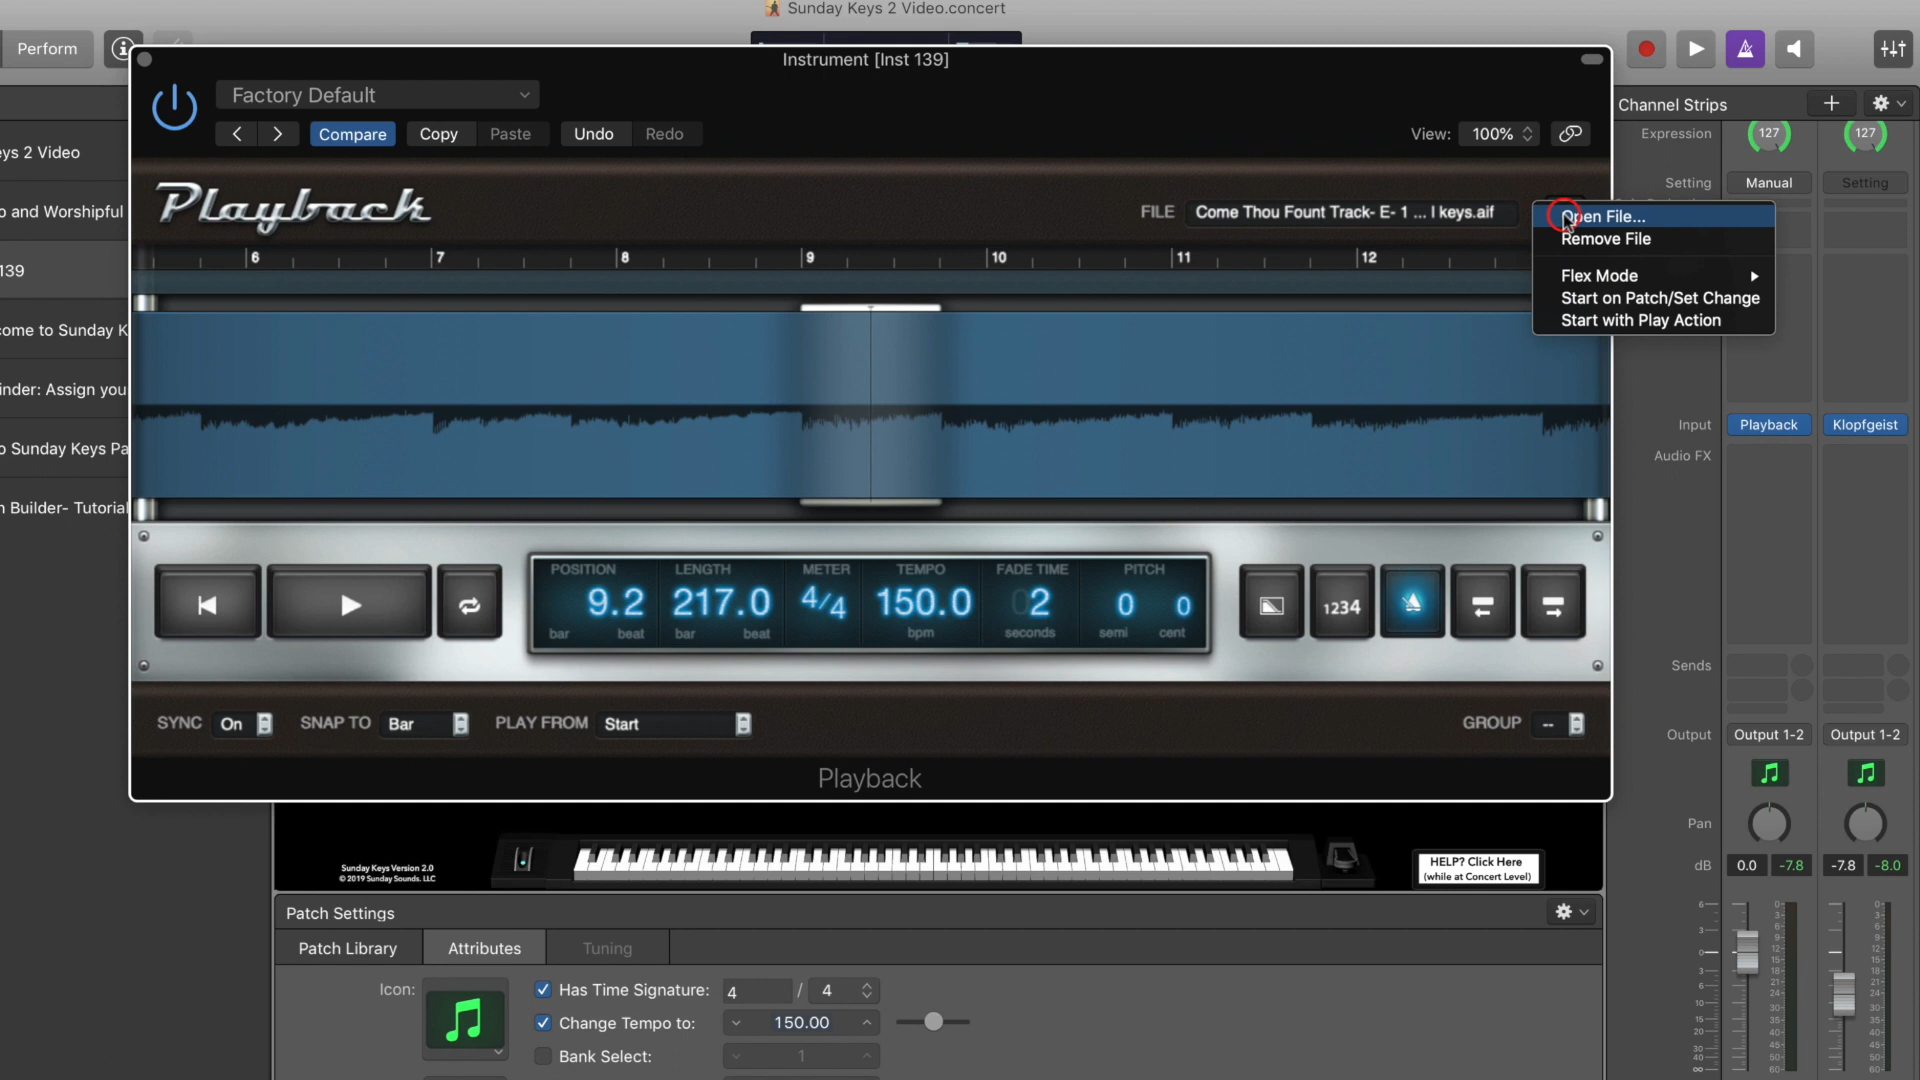 Sunday Keys 2 Video.concert
Perform
Instrument [Inst 139]
Factory Default
Compare
Copy
Paste
Undo
Redo
View:
100%
Playback
FILE
Come Thou Fount Track- E- 1 ... l keys.aif
Open File...
Remove File
Flex Mode
Start on Patch/Set Change
Start with Play Action
6 7 8 9 10 11 12
ys 2 Video
o and Worshipful
139
come to Sunday K
inder: Assign you
o Sunday Keys Pa
n Builder- Tutorial
POSITION LENGTH METER TEMPO FADE TIME PITCH
9.2 217.0 4/4 150.0 2 0 0
bar beat bar beat bpm seconds semi cent
1234
SYNC On SNAP TO Bar PLAY FROM Start
GROUP --
Playback
Channel Strips
Expression 127 127
Setting Manual Setting
Input Playback Klopfgeist
Audio FX
Sends
Output Output 1-2 Output 1-2
Pan
dB 0.0 -7.8 -7.8 -8.0
Sunday Keys Version 2.0
© 2019 Sunday Sounds, LLC
HELP? Click Here
(while at Concert Level)
Patch Settings
Patch Library
Attributes
Tuning
Icon:
Has Time Signature: 4 / 4
Change Tempo to: 150.00
Bank Select: 1